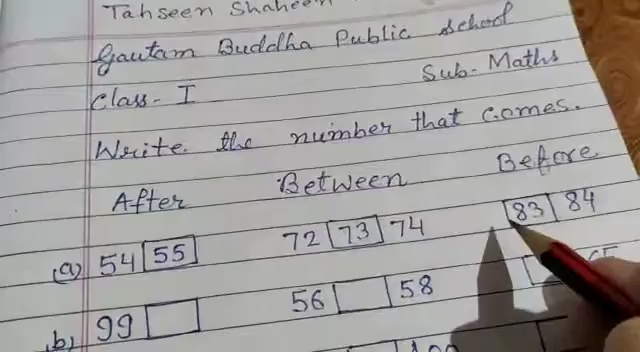 Tahseen Shaheen
Gautam Buddha Public School
Class - I Sub - Maths
Write the number that comes.
After Between Before
(a) 54 55 72 73 74 83 84
(b) 99 56 58